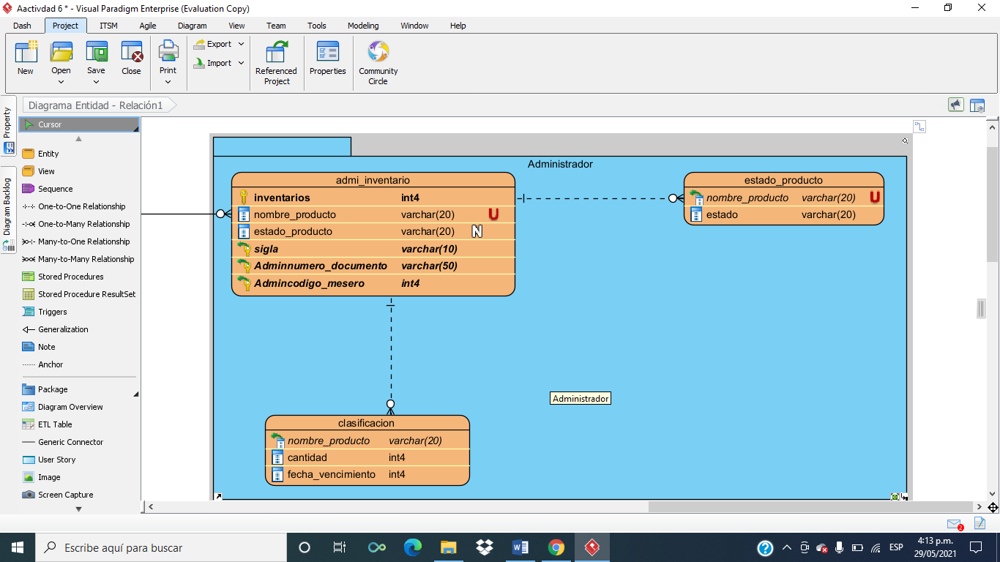 Aactivdad 6 * - Visual Paradigm Enterprise (Evaluation Copy)
Dash Project ITSM Agile Diagram View Team Tools Modeling Window Help
New Open Save Close Print Export Import Referenced Project Properties Community Circle
Diagrama Entidad - Relación1
Property
Diagram Backlog
Cursor
Entity
View
Sequence
One-to-One Relationship
One-to-Many Relationship
Many-to-One Relationship
Many-to-Many Relationship
Stored Procedures
Stored Procedure ResultSet
Triggers
Generalization
Note
Anchor
Package
Diagram Overview
ETL Table
Generic Connector
User Story
Image
Screen Capture
Administrador
admi_inventario
inventarios int4
nombre_producto varchar(20) U
estado_producto varchar(20) N
sigla varchar(10)
Adminnumero_documento varchar(50)
Admincodigo_mesero int4
estado_producto
nombre_producto varchar(20) U
estado varchar(20)
Administrador
clasificacion
nombre_producto varchar(20)
cantidad int4
fecha_vencimiento int4
2
Escribe aquí para buscar
ESP
4:13 p.m.
29/05/2021